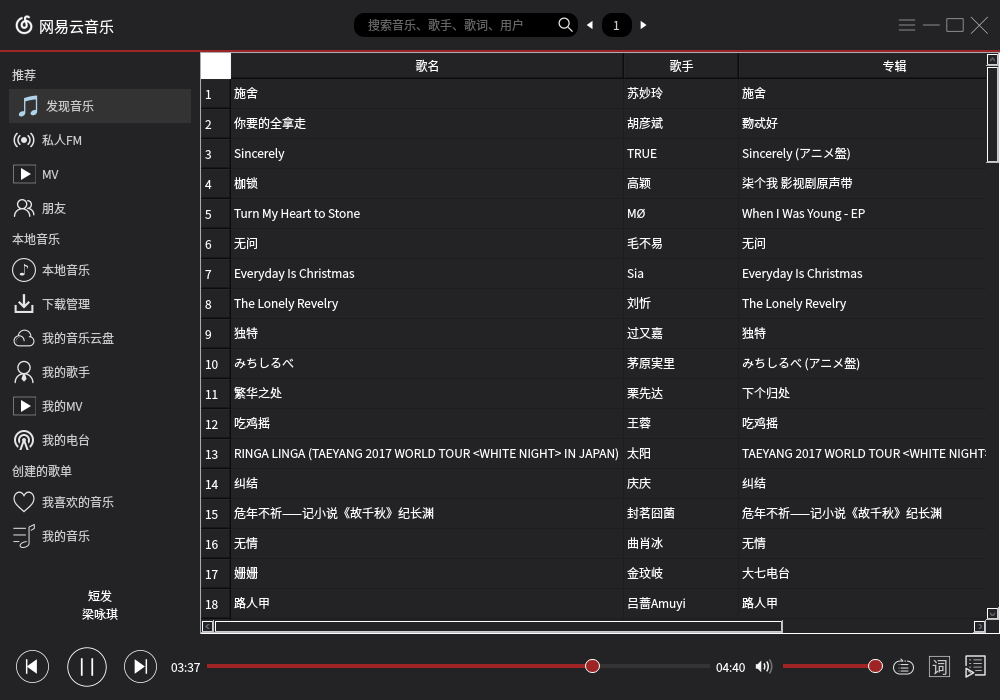 网易云音乐
搜索音乐、歌手、歌词、用户
1
推荐
发现音乐
私人FM
MV
朋友
本地音乐
本地音乐
下载管理
我的音乐云盘
我的歌手
我的MV
我的电台
创建的歌单
我喜欢的音乐
我的音乐
短发
梁咏琪
歌名 歌手 专辑
1 施舍 苏妙玲 施舍
2 你要的全拿走 胡彦斌 覅忒好
3 Sincerely TRUE Sincerely (アニメ盤)
4 枷锁 高颖 柒个我 影视剧原声带
5 Turn My Heart to Stone MØ When I Was Young - EP
6 无问 毛不易 无问
7 Everyday Is Christmas Sia Everyday Is Christmas
8 The Lonely Revelry 刘忻 The Lonely Revelry
9 独特 过又嘉 独特
10 みちしるべ 茅原実里 みちしるべ (アニメ盤)
11 繁华之处 栗先达 下个归处
12 吃鸡摇 王蓉 吃鸡摇
13 RINGA LINGA (TAEYANG 2017 WORLD TOUR <WHITE NIGHT> IN JAPAN) 太阳 TAEYANG 2017 WORLD TOUR <WHITE NIGHT
14 纠结 庆庆 纠结
15 危年不祈——记小说《故千秋》纪长渊 封茗囧菌 危年不祈——记小说《故千秋》纪长渊
16 无情 曲肖冰 无情
17 姗姗 金玟岐 大七电台
18 路人甲 吕蔷Amuyi 路人甲
03:37 04:40 词